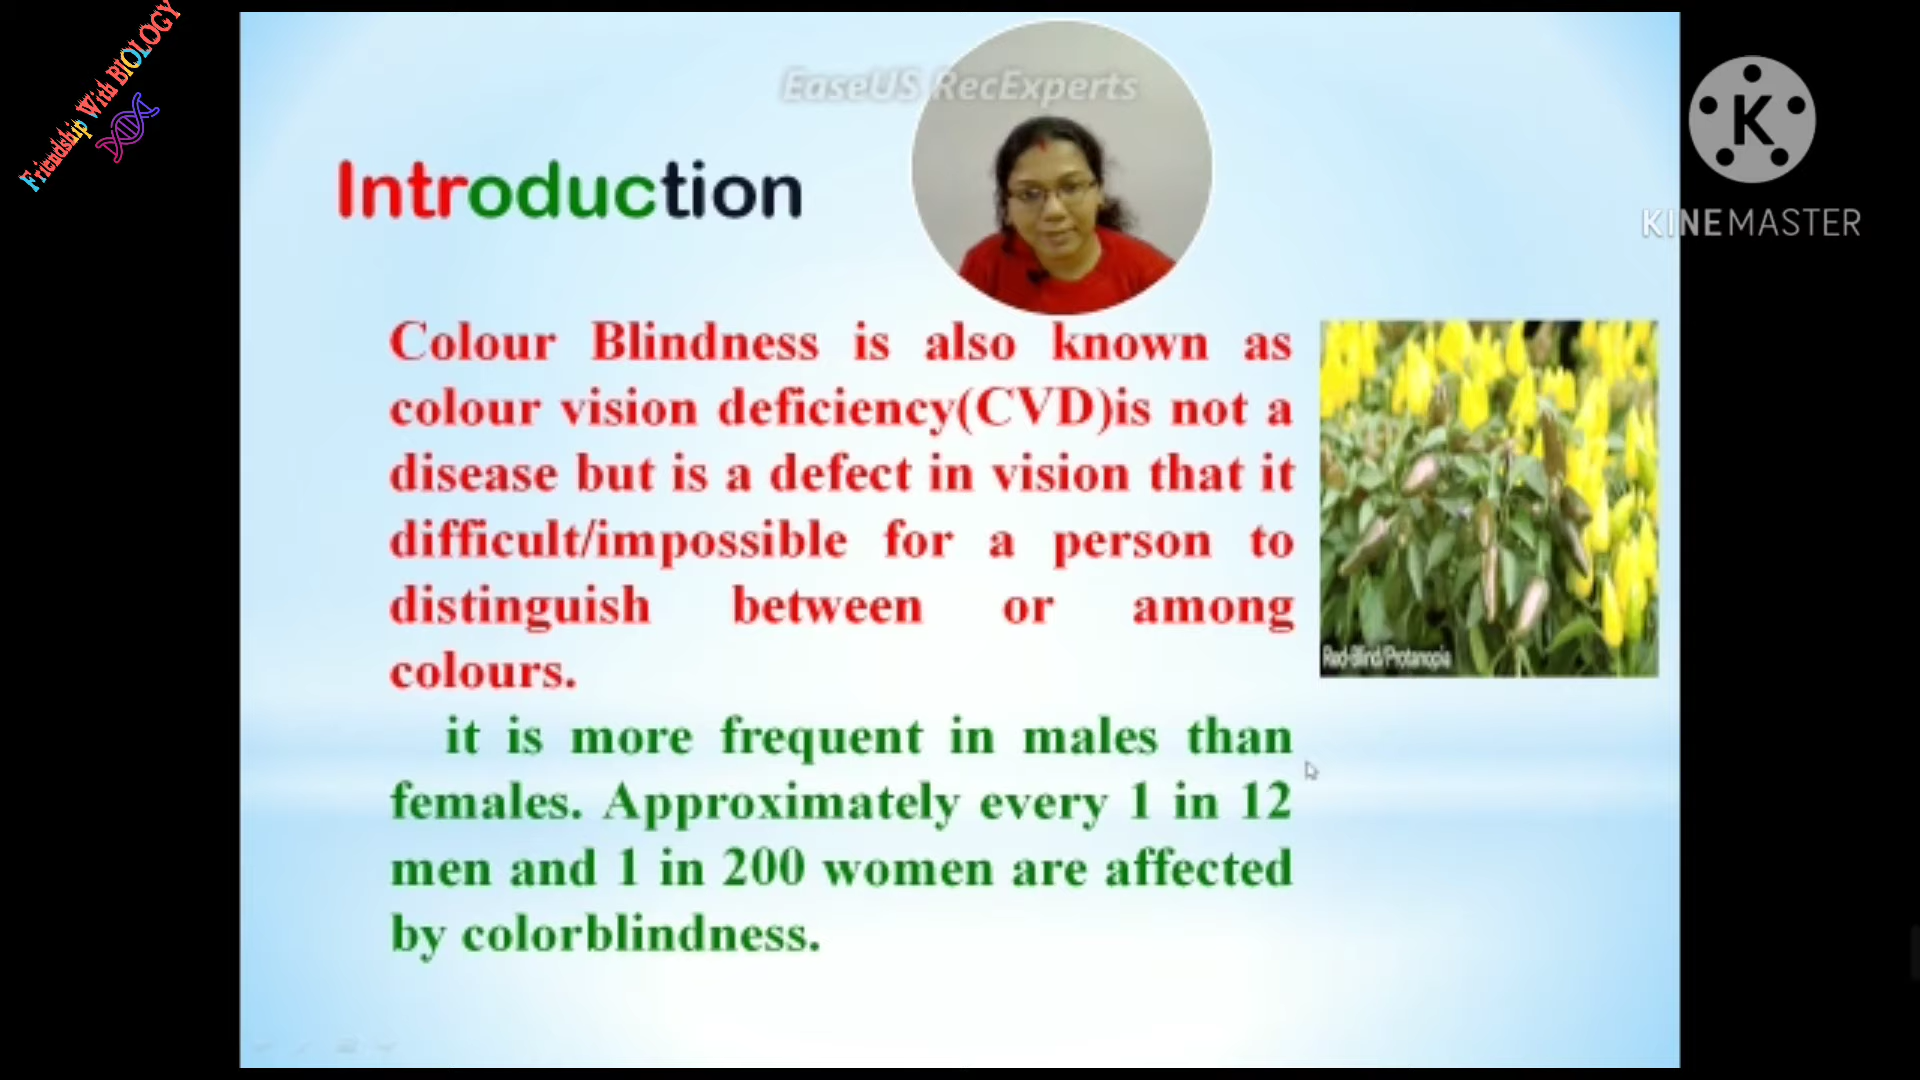 Friendship With BIOLOGY
EaseUS RecExperts
K
KINEMASTER
Introduction
Colour Blindness is also known as
colour vision deficiency(CVD)is not a
disease but is a defect in vision that it
difficult/impossible for a person to
distinguish between or among
colours.
Red-Blind/Protanopia
it is more frequent in males than
females. Approximately every 1 in 12
men and 1 in 200 women are affected
by colorblindness.